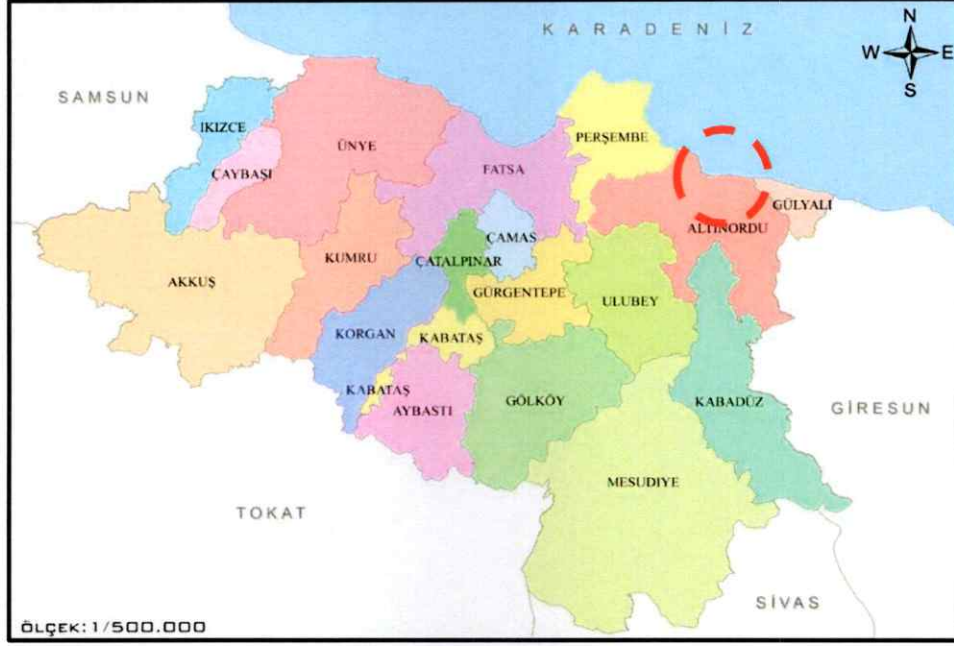 KARADENİZ
N
W E
S
SAMSUN
İKİZCE
ÜNYE
PERŞEMBE
ÇAYBAŞI
FATSA
GÜLYALI
ALTINORDU
ÇAMAŞ
KUMRU
ÇATALPINAR
AKKUŞ
GÜRGENTEPE
ULUBEY
KORGAN
KABATAŞ
KABATAŞ
GÖLKÖY
KABADÜZ
GİRESUN
AYBASTI
MESUDİYE
TOKAT
SİVAS
ÖLÇEK: 1/500.000